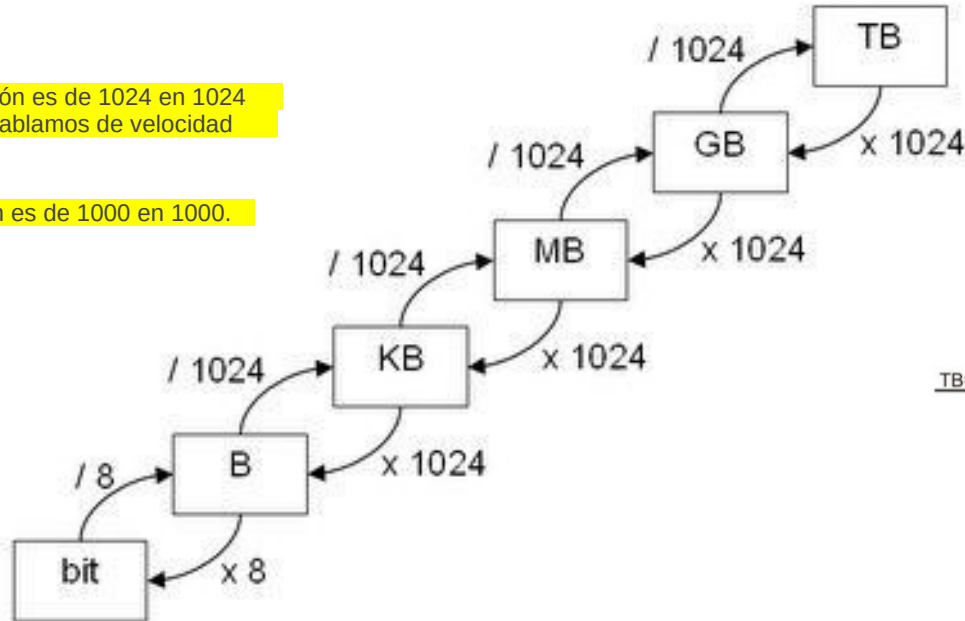 TB
/ 1024
ón es de 1024 en 1024
ablamos de velocidad
x 1024
GB
/ 1024
n es de 1000 en 1000.
x 1024
MB
/ 1024
x 1024
KB
/ 1024
TB
x 1024
B
/ 8
x 8
bit